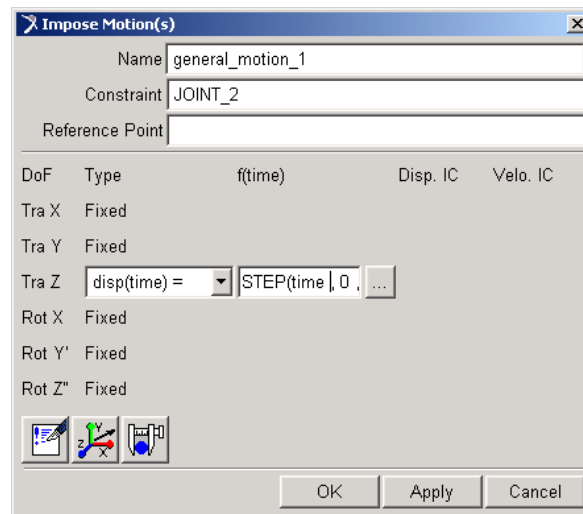 Impose Motion(s)
Name general_motion_1
Constraint JOINT_2
Reference Point
DoF Type f(time) Disp. IC Velo. IC
Tra X Fixed
Tra Y Fixed
Tra Z disp(time) = STEP(time , 0 , ...
Rot X Fixed
Rot Y' Fixed
Rot Z" Fixed
Z Y X
OK Apply Cancel